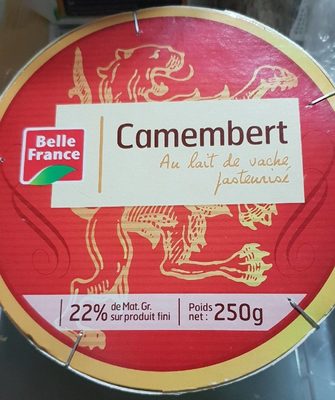 Belle
France
Camembert
Au lait de vache
pasteurisé
22% de Mat. Gr.
sur produit fini
Poids
net : 250g